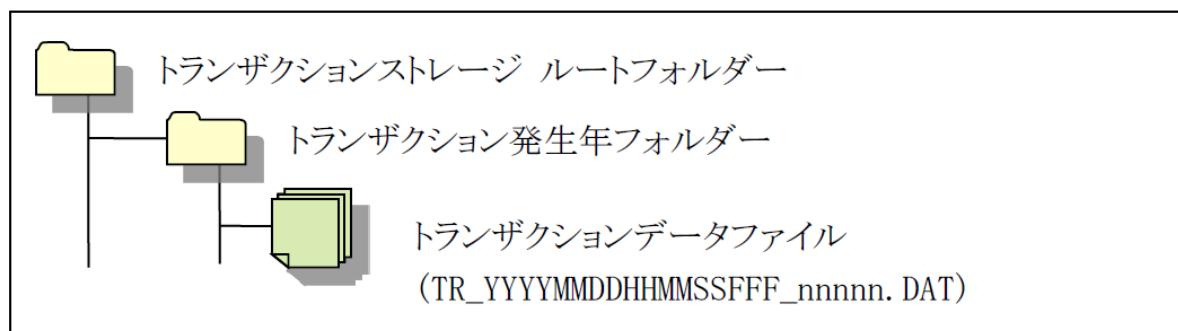 トランザクションストレージ ルートフォルダー
トランザクション発生年フォルダー
トランザクションデータファイル
(TR_YYYYMMDDHHMMSSFFF_nnnnn.DAT)